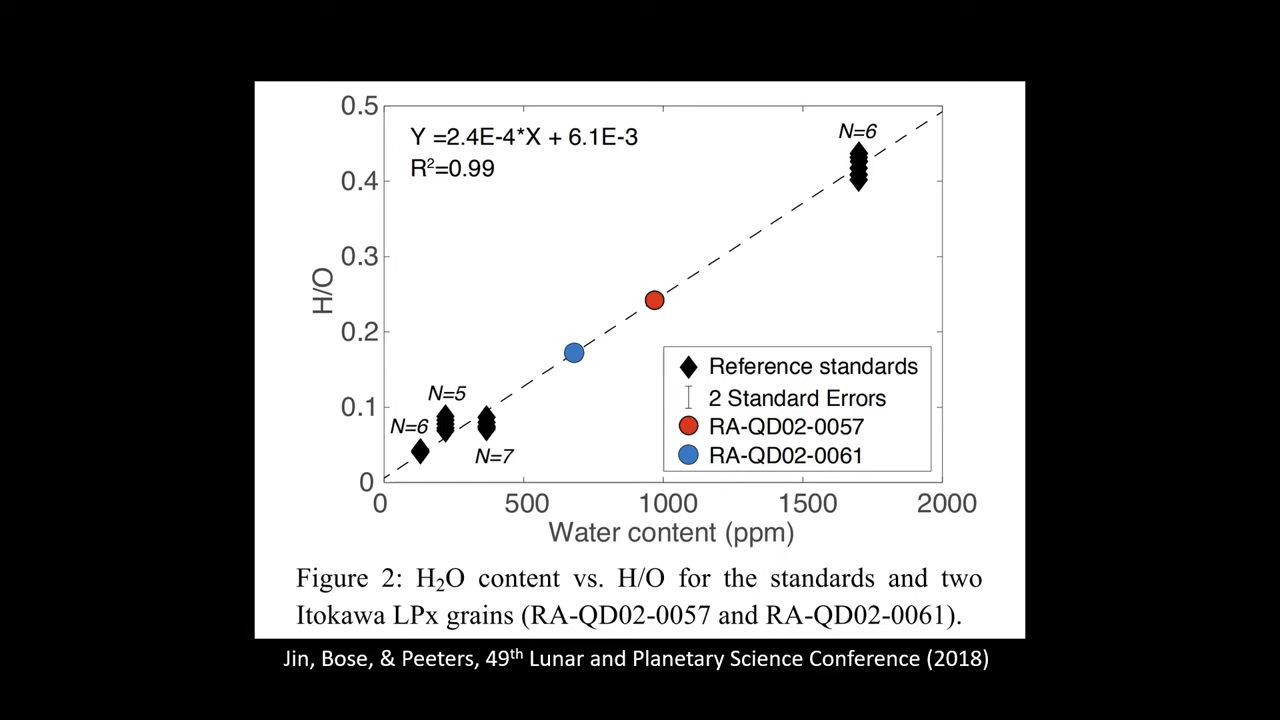 0.5
0.4
0.3
0.2
0.1
0
H/O
Y =2.4E-4*X + 6.1E-3
R²=0.99
N=6
N=5
N=6
N=7
Reference standards
2 Standard Errors
RA-QD02-0057
RA-QD02-0061
0 500 1000 1500 2000
Water content (ppm)
Figure 2: H₂O content vs. H/O for the standards and two
Itokawa LPx grains (RA-QD02-0057 and RA-QD02-0061).
Jin, Bose, & Peeters, 49th Lunar and Planetary Science Conference (2018)